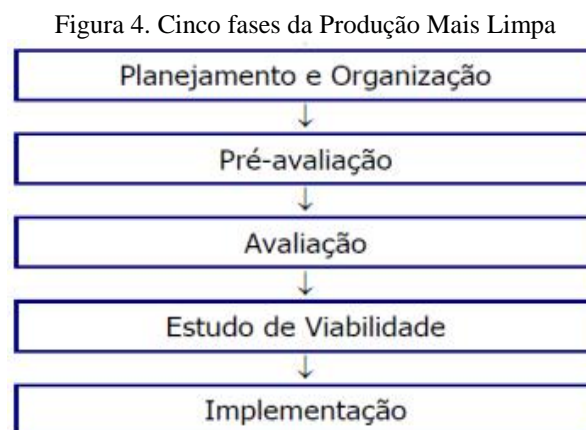 Figura 4. Cinco fases da Produção Mais Limpa
Planejamento e Organização
Pré-avaliação
Avaliação
Estudo de Viabilidade
Implementação